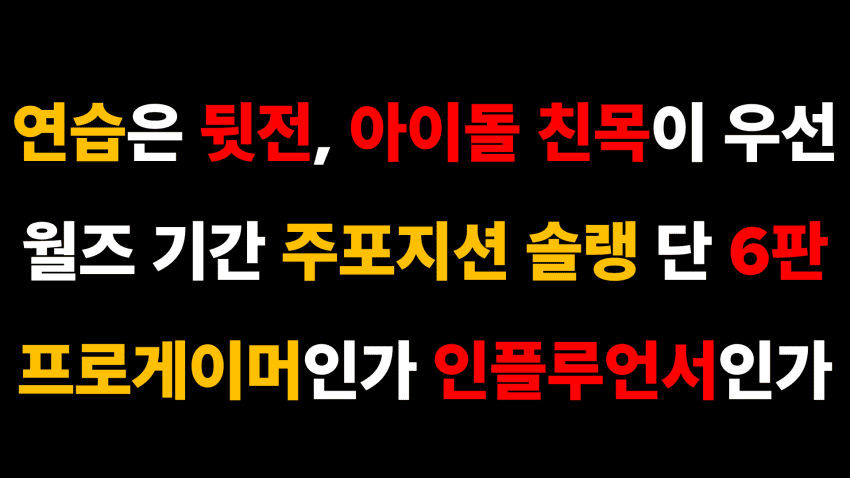 연습은 뒷전, 아이돌 친목이 우선
월즈 기간 주포지션 솔랭 단 6판
프로게이머인가 인플루언서인가